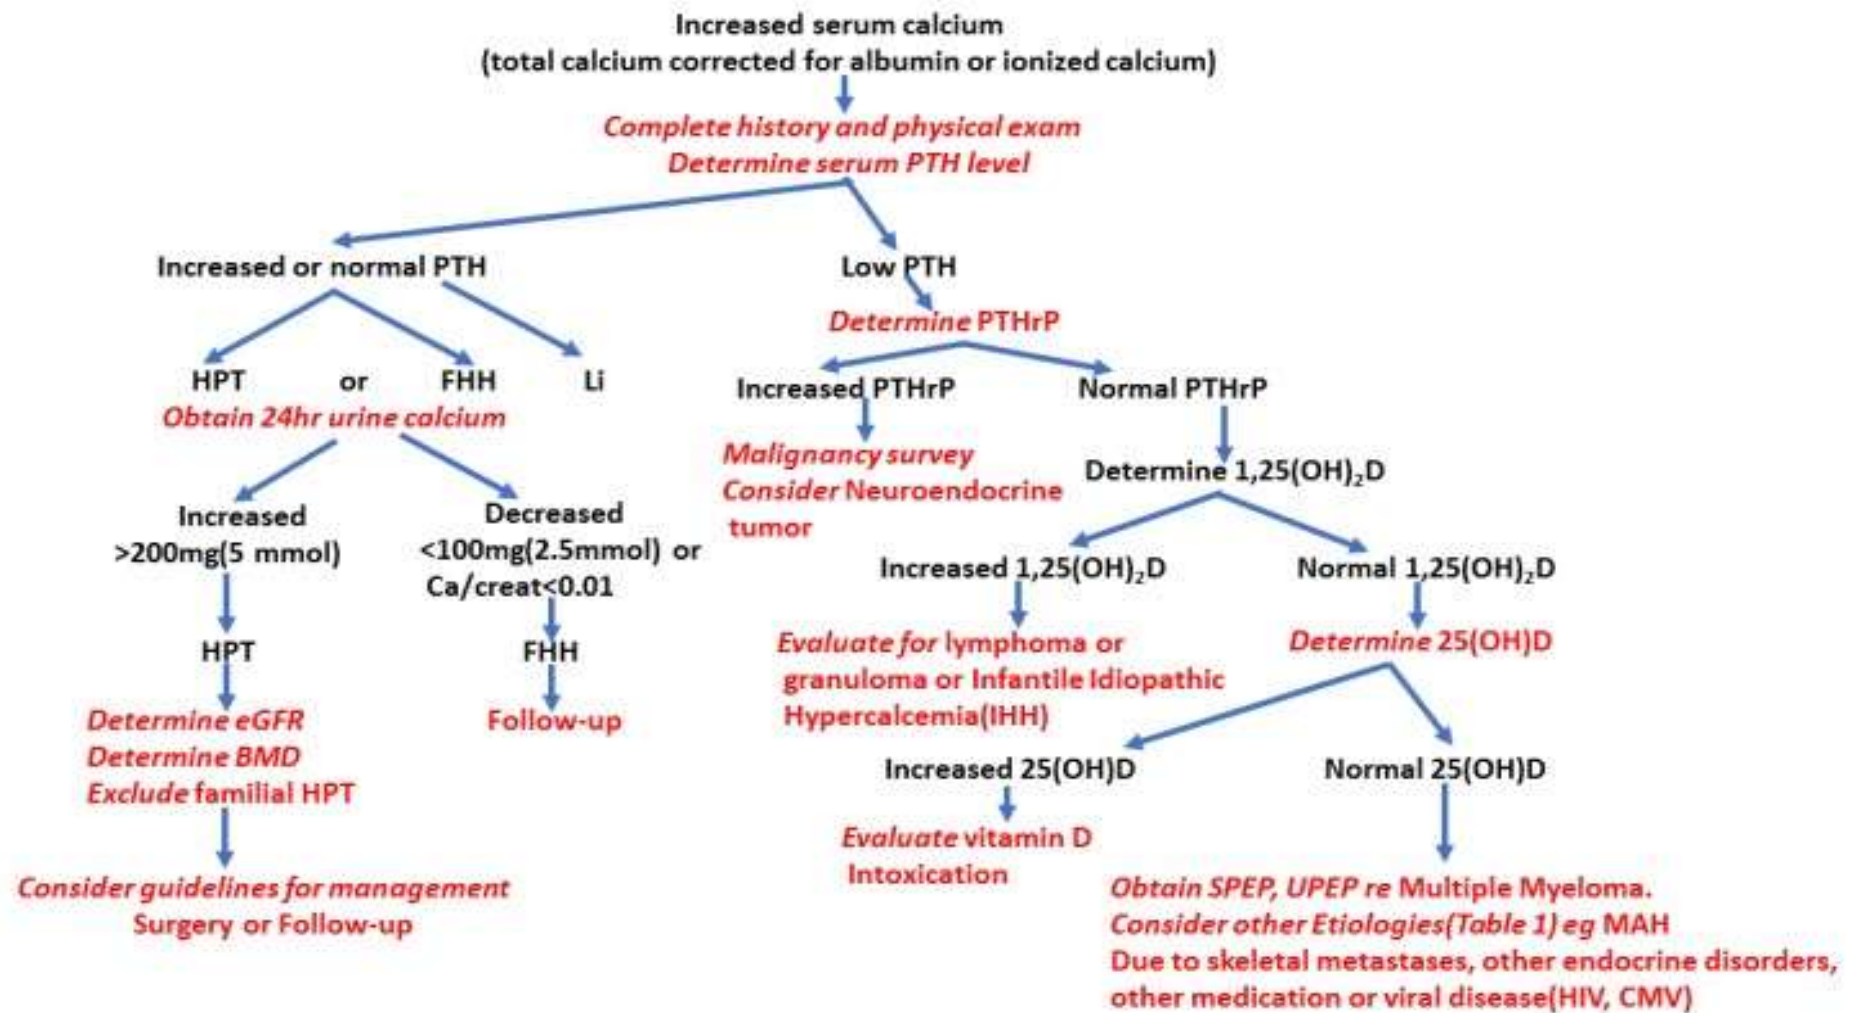 Increased serum calcium
(total calcium corrected for albumin or ionized calcium)
Complete history and physical exam
Determine serum PTH level
Increased or normal PTH
Low PTH
Determine PTHrP
HPT or FHH Li
Obtain 24hr urine calcium
Increased PTHrP
Normal PTHrP
Malignancy survey
Consider Neuroendocrine
tumor
Determine 1,25(OH)₂D
Increased
>200mg(5 mmol)
Decreased
<100mg(2.5mmol) or
Ca/creat<0.01
Increased 1,25(OH)₂D
Normal 1,25(OH)₂D
HPT
FHH
Evaluate for lymphoma or
granuloma or Infantile Idiopathic
Hypercalcemia(IHH)
Determine 25(OH)D
Determine eGFR
Determine BMD
Exclude familial HPT
Follow-up
Increased 25(OH)D
Normal 25(OH)D
Evaluate vitamin D
Intoxication
Consider guidelines for management
Surgery or Follow-up
Obtain SPEP, UPEP re Multiple Myeloma.
Consider other Etiologies(Table 1) eg MAH
Due to skeletal metastases, other endocrine disorders,
other medication or viral disease(HIV, CMV)